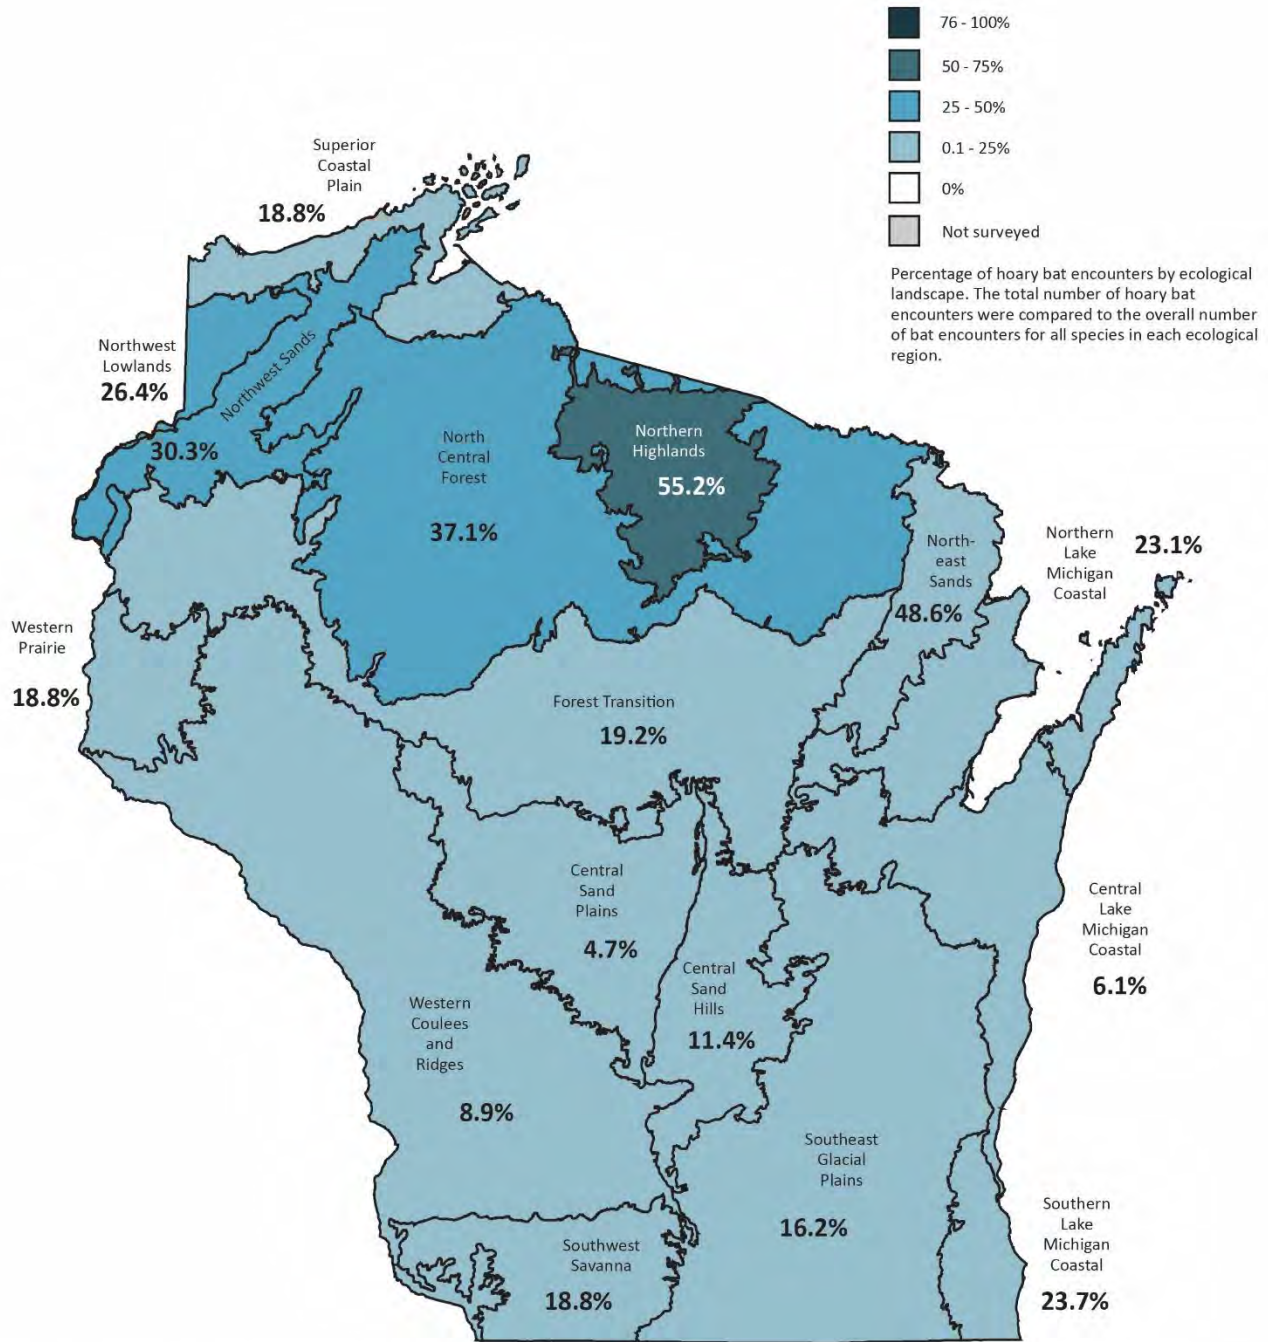 76 - 100%
50 - 75%
25 - 50%
0.1 - 25%
0%
Not surveyed
Percentage of hoary bat encounters by ecological
landscape. The total number of hoary bat
encounters were compared to the overall number
of bat encounters for all species in each ecological
region.
Superior
Coastal
Plain
18.8%
Northwest
Lowlands
26.4%
Northwest Sands
30.3%
North
Central
Forest
37.1%
Northern
Highlands
55.2%
North-
east
Sands
48.6%
Northern
Lake
Michigan
Coastal
23.1%
Western
Prairie
18.8%
Forest Transition
19.2%
Central
Sand
Plains
4.7%
Central
Sand
Hills
11.4%
Central
Lake
Michigan
Coastal
6.1%
Western
Coulees
and
Ridges
8.9%
Southeast
Glacial
Plains
16.2%
Southwest
Savanna
18.8%
Southern
Lake
Michigan
Coastal
23.7%